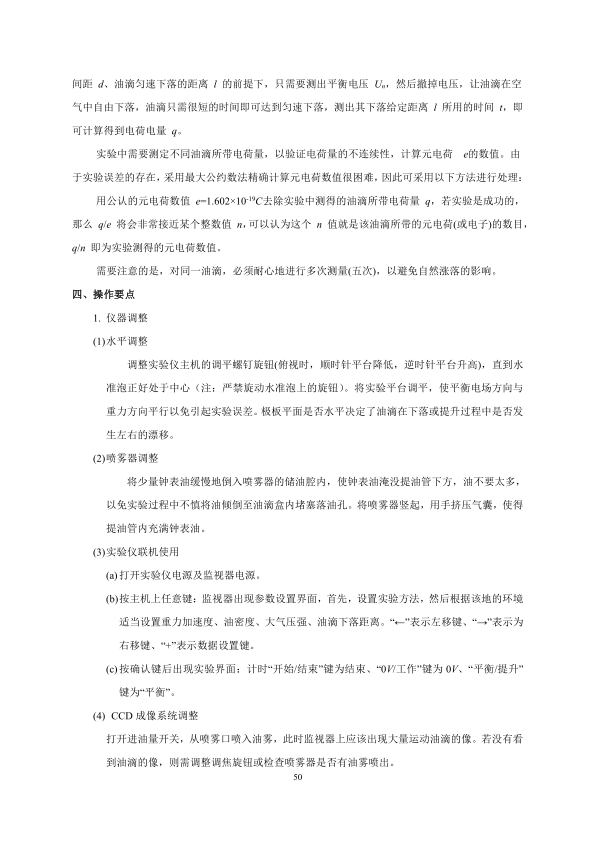 间距 d、油滴匀速下落的距离 l 的前提下，只需要测出平衡电压 Uₙ，然后撤掉电压，让油滴在空
气中自由下落，油滴只需很短的时间即可达到匀速下落，测出其下落给定距离 l 所用的时间 t，即
可计算得到电荷电量 q。
实验中需要测定不同油滴所带电荷量，以验证电荷量的不连续性，计算元电荷 e的数值。由
于实验误差的存在，采用最大公约数法精确计算元电荷数值很困难，因此可采用以下方法进行处理：
用公认的元电荷数值 e=1.602×10⁻¹⁹C去除实验中测得的油滴所带电荷量 q，若实验是成功的，
那么 q/e 将会非常接近某个整数值 n，可以认为这个 n 值就是该油滴所带的元电荷(或电子)的数目，
q/n 即为实验测得的元电荷数值。
需要注意的是，对同一油滴，必须耐心地进行多次测量(五次)，以避免自然涨落的影响。
四、操作要点
1. 仪器调整
(1)水平调整
调整实验仪主机的调平螺钉旋钮(俯视时，顺时针平台降低，逆时针平台升高)，直到水
准泡正好处于中心（注：严禁旋动水准泡上的旋钮）。将实验平台调平，使平衡电场方向与
重力方向平行以免引起实验误差。极板平面是否水平决定了油滴在下落或提升过程中是否发
生左右的漂移。
(2)喷雾器调整
将少量钟表油缓慢地倒入喷雾器的储油腔内，使钟表油淹没提油管下方，油不要太多，
以免实验过程中不慎将油倾倒至油滴盒内堵塞落油孔。将喷雾器竖起，用手挤压气囊，使得
提油管内充满钟表油。
(3)实验仪联机使用
(a)打开实验仪电源及监视器电源。
(b)按主机上任意键：监视器出现参数设置界面，首先，设置实验方法，然后根据该地的环境
适当设置重力加速度、油密度、大气压强、油滴下落距离。“←”表示左移键、“→”表示为
右移键、“+”表示数据设置键。
(c)按确认键后出现实验界面：计时“开始/结束”键为结束、“0V/工作”键为 0V、“平衡/提升”
键为“平衡”。
(4) CCD 成像系统调整
打开进油量开关，从喷雾口喷入油雾，此时监视器上应该出现大量运动油滴的像。若没有看
到油滴的像，则需调整调焦旋钮或检查喷雾器是否有油雾喷出。
50